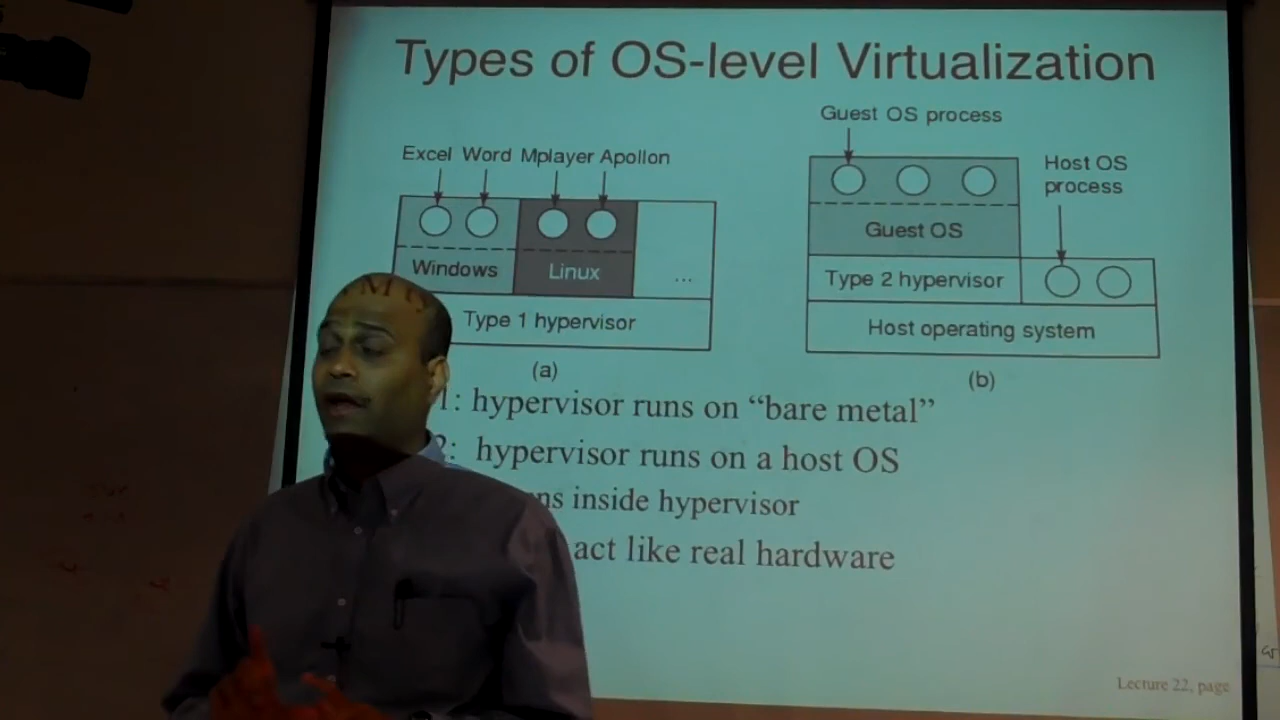 Types of OS-level Virtualization
Guest OS process
Excel Word Mplayer Apollon
Host OS
process
Guest OS
Windows
Linux
...
Type 2 hypervisor
Type 1 hypervisor
Host operating system
(a)
(b)
1: hypervisor runs on “bare metal”
2: hypervisor runs on a host OS
ns inside hypervisor
act like real hardware
Lecture 22, page